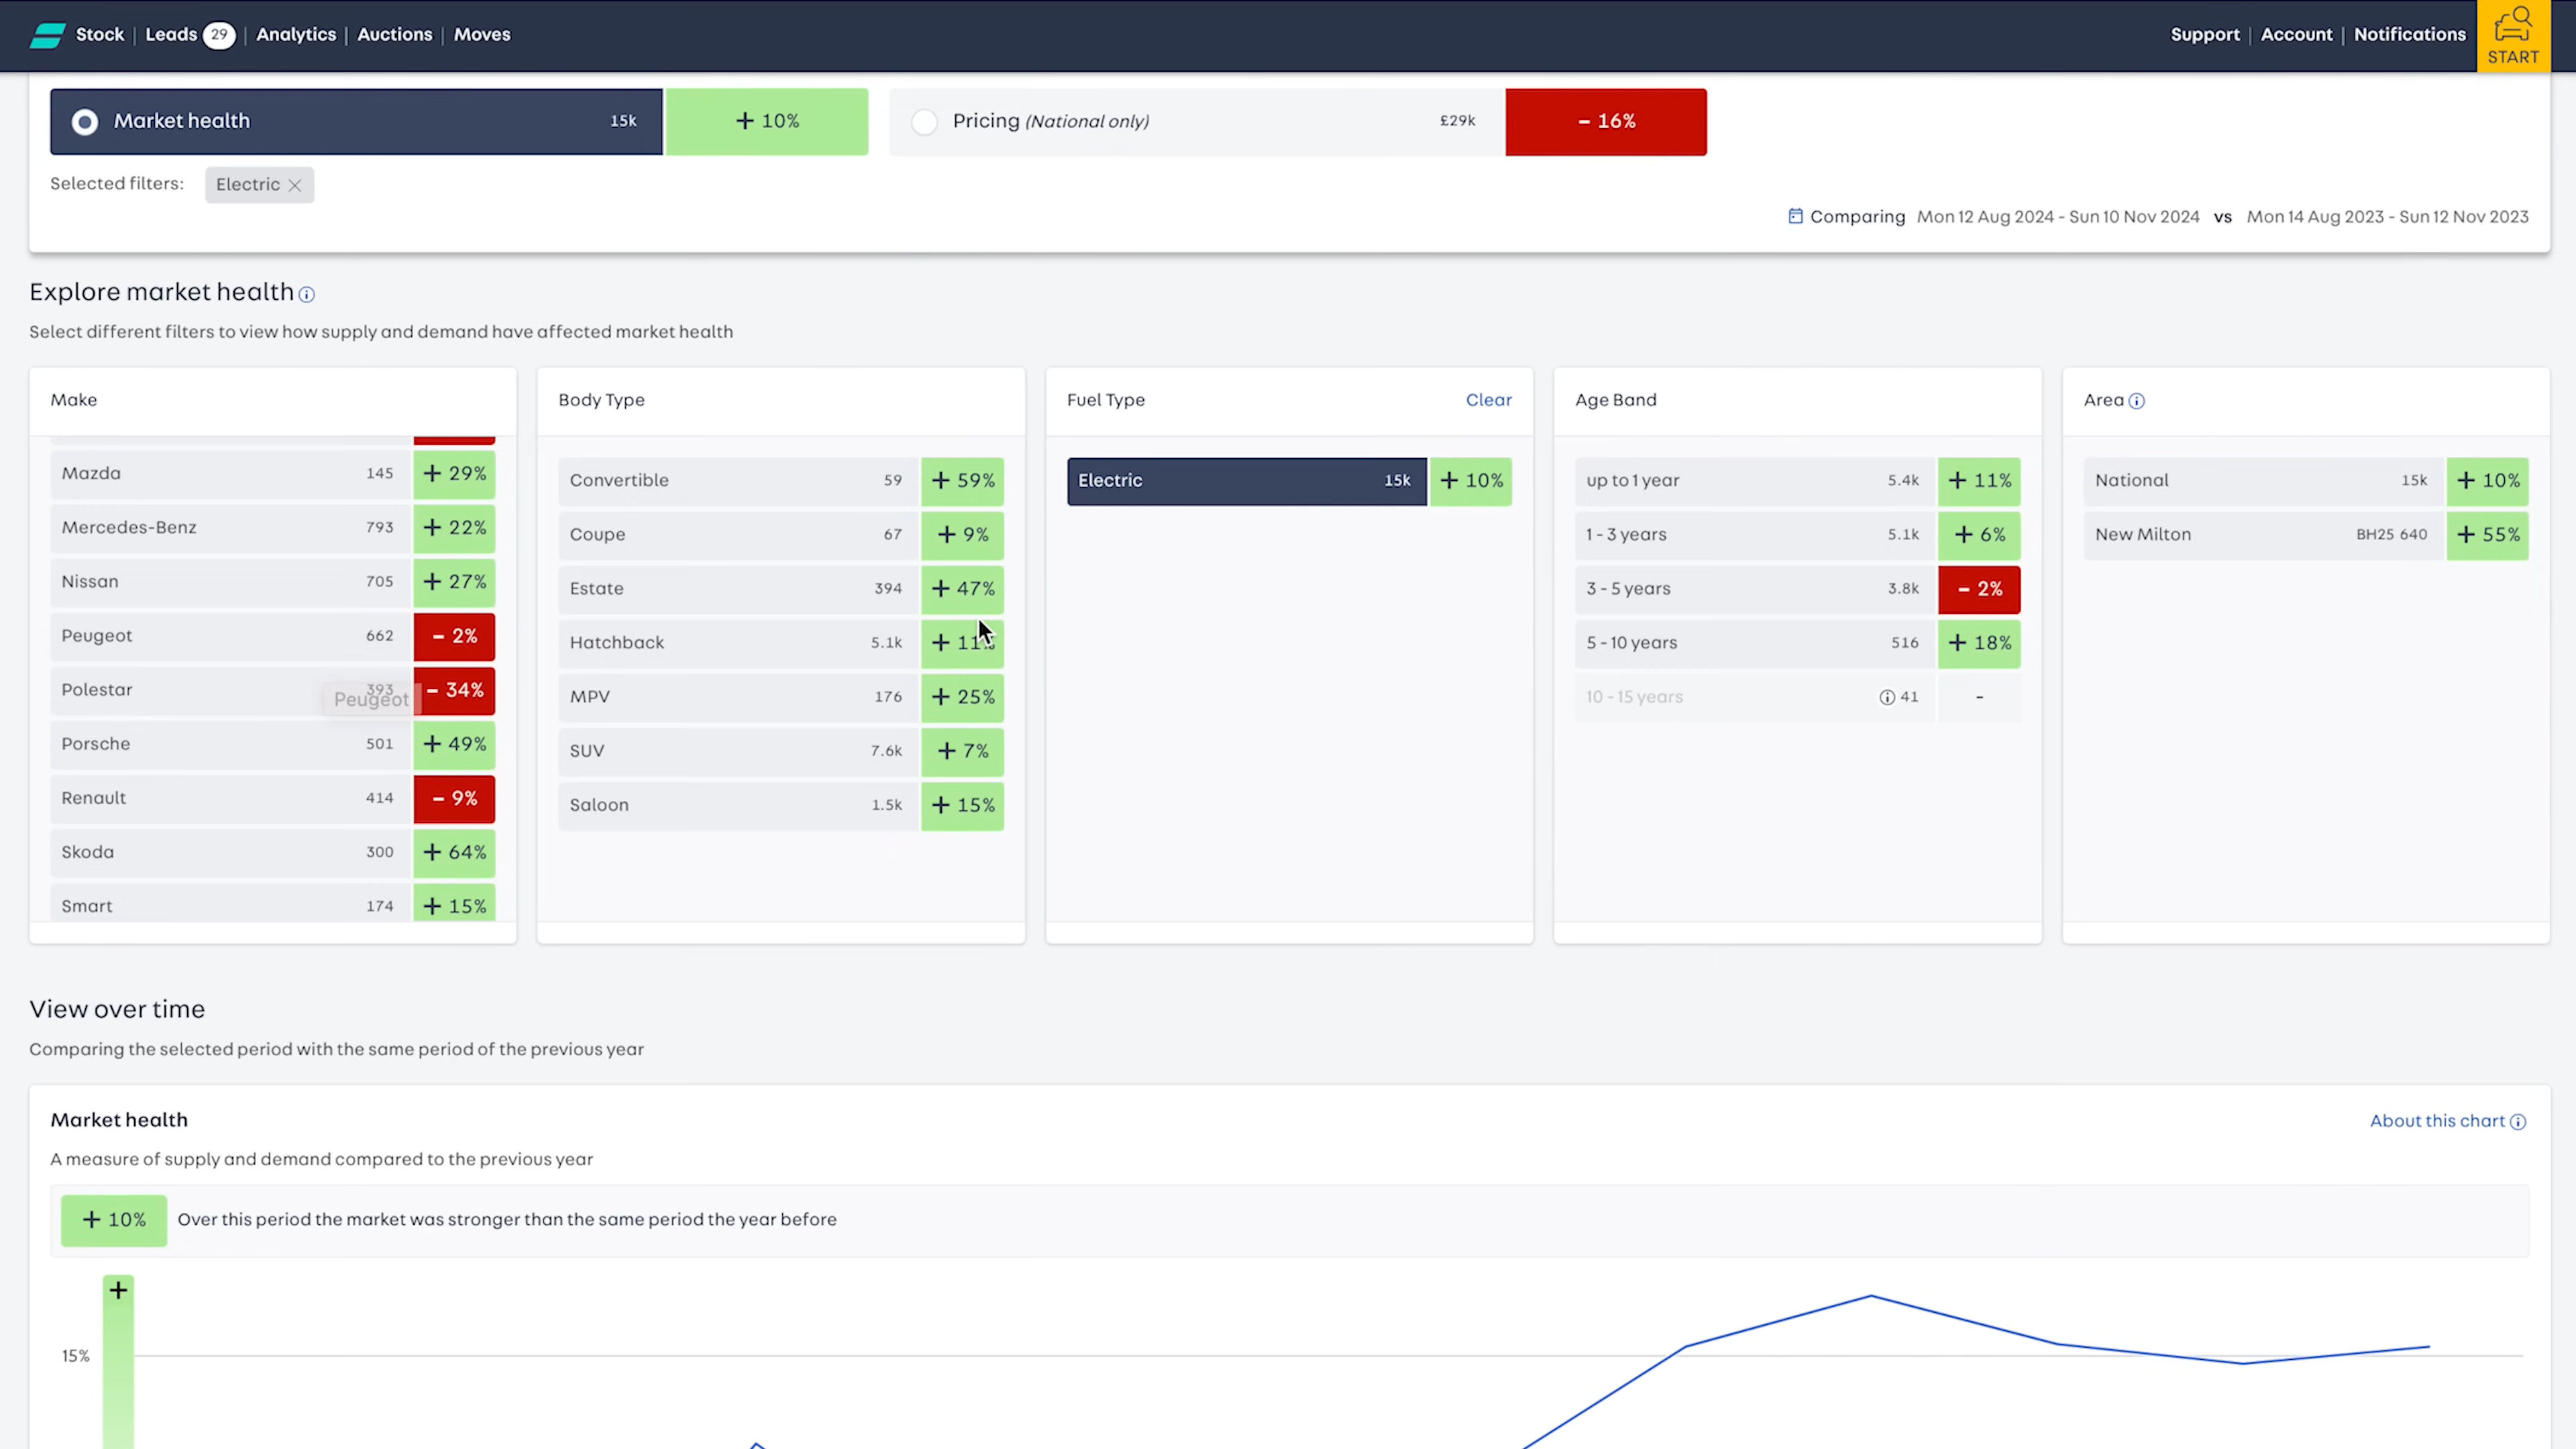 Stock | Leads 29 | Analytics | Auctions | Moves
Support | Account | Notifications
START
Market health 15k + 10%
Pricing (National only) £29k – 16%
Selected filters: Electric
Comparing Mon 12 Aug 2024 - Sun 10 Nov 2024 vs Mon 14 Aug 2023 - Sun 12 Nov 2023
Explore market health
Select different filters to view how supply and demand have affected market health
Make
Mazda 145 + 29%
Mercedes-Benz 793 + 22%
Nissan 705 + 27%
Peugeot 662 – 2%
Polestar 393 – 34%
Peugeot
Porsche 501 + 49%
Renault 414 – 9%
Skoda 300 + 64%
Smart 174 + 15%
Body Type
Convertible 59 + 59%
Coupe 67 + 9%
Estate 394 + 47%
Hatchback 5.1k + 11%
MPV 176 + 25%
SUV 7.6k + 7%
Saloon 1.5k + 15%
Fuel Type Clear
Electric 15k + 10%
Age Band
up to 1 year 5.4k + 11%
1 - 3 years 5.1k + 6%
3 - 5 years 3.8k – 2%
5 - 10 years 516 + 18%
10 - 15 years 41 -
Area
National 15k + 10%
New Milton BH25 640 + 55%
View over time
Comparing the selected period with the same period of the previous year
Market health
About this chart
A measure of supply and demand compared to the previous year
+ 10% Over this period the market was stronger than the same period the year before
+
15%